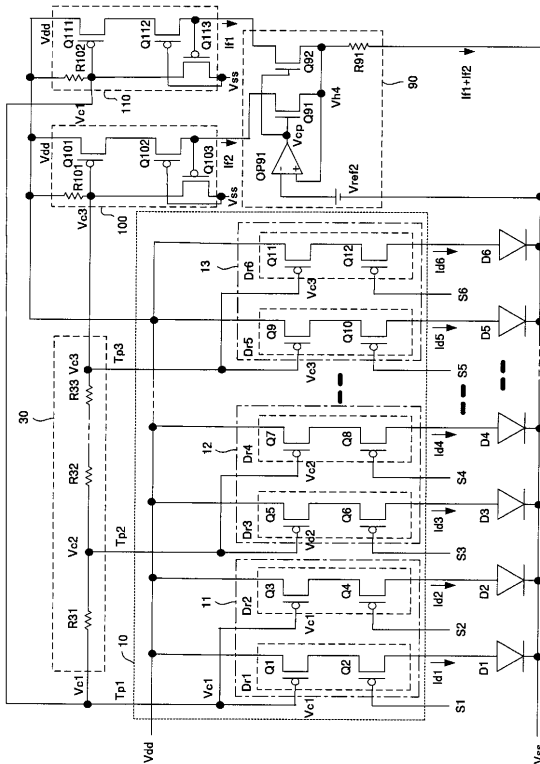 Vdd
Q111
R102
Vc1
Q112
Q113
Vss
If1
110
Vdd
Q101
R101
Vc3
Q102
Q103
Vss
If2
100
Q92
Q91
Vcp
OP91
-
+
Vh4
R91
Vref2
90
If1+If2
30
R31
R32
R33
Vc1
Vc2
Vc3
Tp1
Tp2
Tp3
10
Vc1
11
Dr1
Q1
Vc1
Q2
Dr2
Q3
Vc1
Q4
12
Dr3
Q5
Vc2
Q6
Dr4
Q7
Vc2
Q8
13
Dr5
Q9
Vc3
Q10
Dr6
Q11
Vc3
Q12
Id1
Id2
Id3
Id4
Id5
Id6
S1
S2
S3
S4
S5
S6
D1
D2
D3
D4
D5
D6
Vdd
Vss